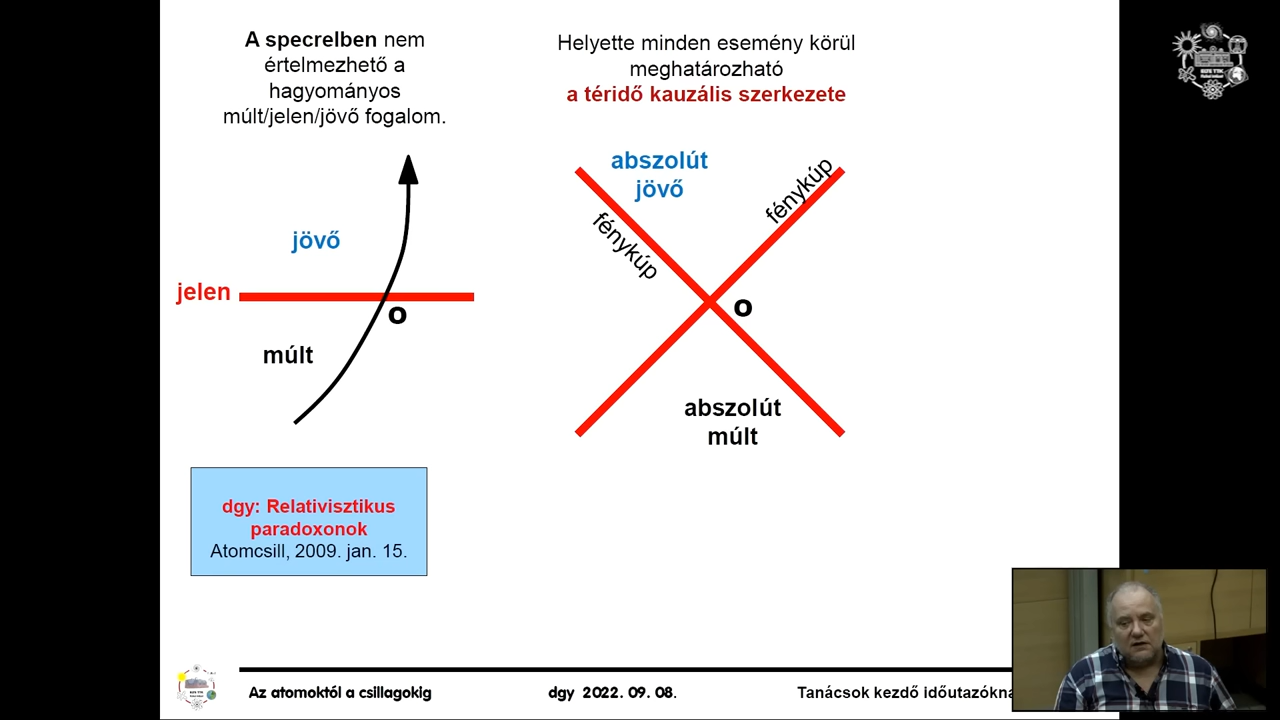 A specrelben nem
értelmezhető a
hagyományos
múlt/jelen/jövő fogalom.
Helyette minden esemény körül
meghatározható
a téridő kauzális szerkezete
jövő
jelen
o
múlt
abszolút
jövő
fénykúp
fénykúp
o
abszolút
múlt
dgy: Relativisztikus
paradoxonok
Atomcsill, 2009. jan. 15.
Az atomoktól a csillagokig
dgy 2022. 09. 08.
Tanácsok kezdő